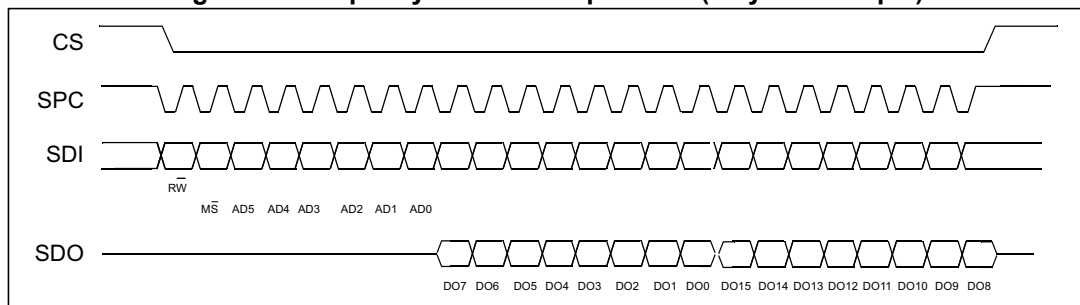 CS
SPC
SDI
RW
MS AD5 AD4 AD3 AD2 AD1 AD0
SDO
DO7 DO6 DO5 DO4 DO3 DO2 DO1 DO0 DO15 DO14 DO13 DO12 DO11 DO10 DO9 DO8